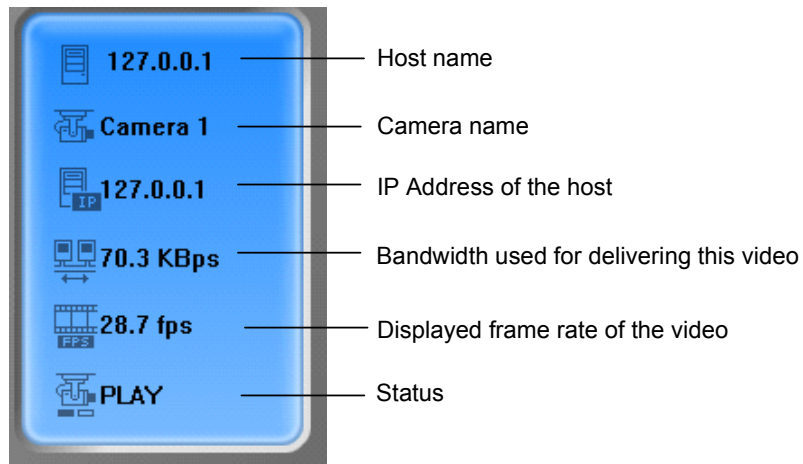 127.0.0.1 Host name
Camera 1 Camera name
IP 127.0.0.1 IP Address of the host
70.3 KBps Bandwidth used for delivering this video
28.7 fps Displayed frame rate of the video
FPS
PLAY Status